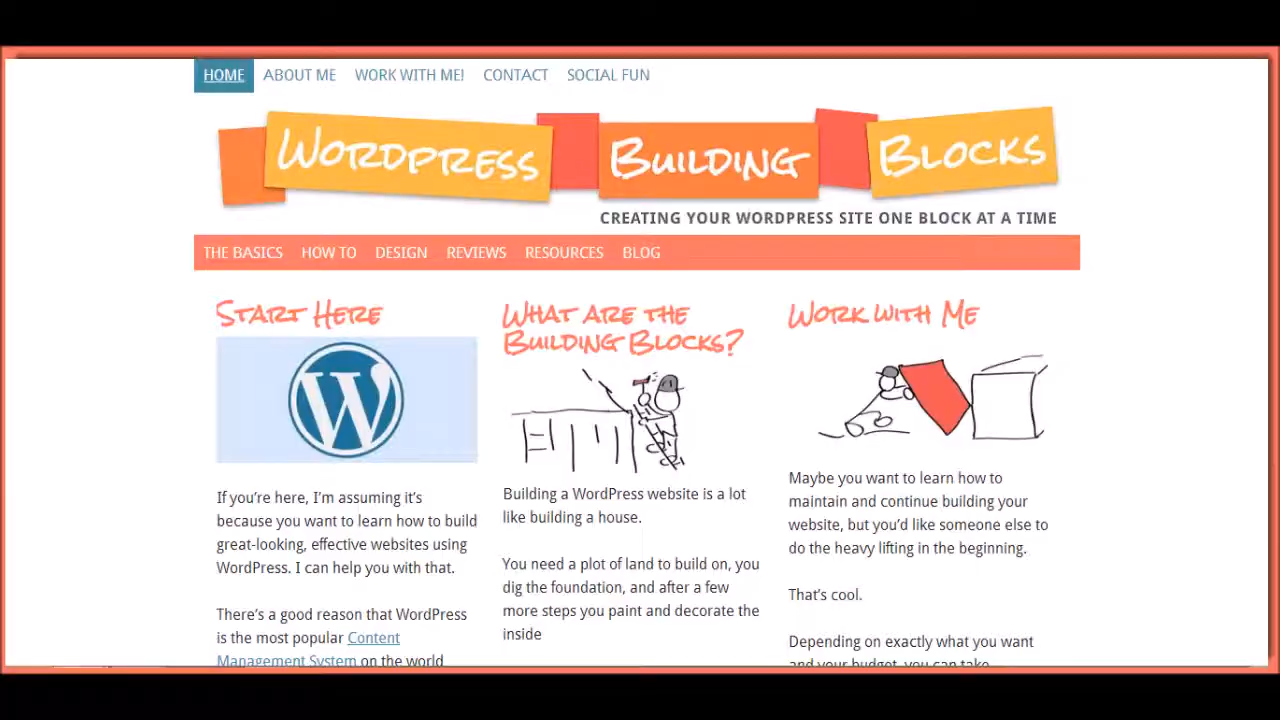 HOME ABOUT ME WORK WITH ME! CONTACT SOCIAL FUN
WORDPRESS BUILDING BLOCKS
CREATING YOUR WORDPRESS SITE ONE BLOCK AT A TIME
THE BASICS HOW TO DESIGN REVIEWS RESOURCES BLOG
START HERE
If you're here, I'm assuming it's
because you want to learn how to build
great-looking, effective websites using
WordPress. I can help you with that.
There's a good reason that WordPress
is the most popular Content
Management System on the world
WHAT ARE THE
BUILDING BLOCKS?
Building a WordPress website is a lot
like building a house.
You need a plot of land to build on, you
dig the foundation, and after a few
more steps you paint and decorate the
inside
WORK WITH ME
Maybe you want to learn how to
maintain and continue building your
website, but you'd like someone else to
do the heavy lifting in the beginning.
That's cool.
Depending on exactly what you want
and your budget, you can take